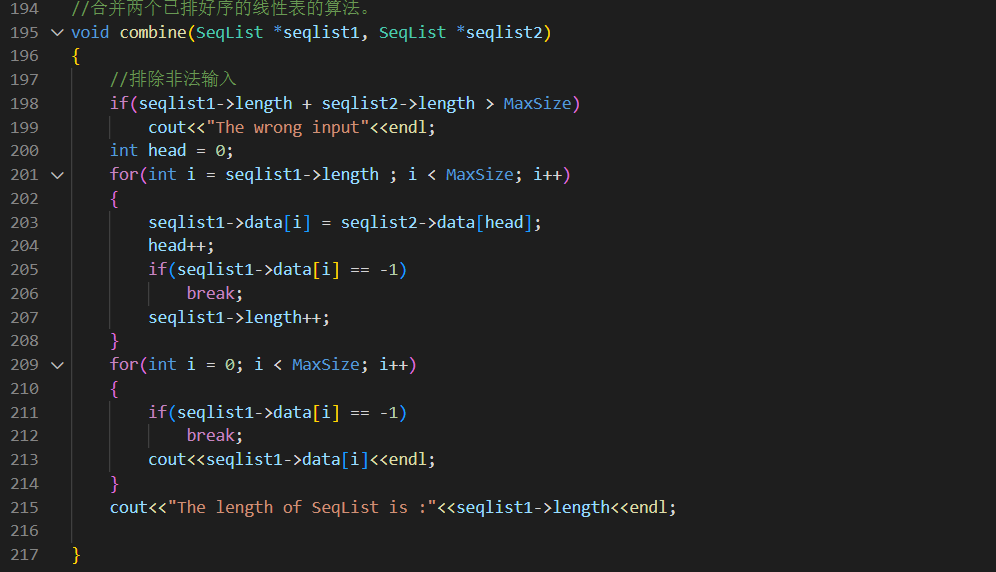 194 //合并两个已排好序的线性表的算法。
195 void combine(SeqList *seqlist1, SeqList *seqlist2)
196 {
197     //排除非法输入
198     if(seqlist1->length + seqlist2->length > MaxSize)
199         cout<<"The wrong input"<<endl;
200     int head = 0;
201     for(int i = seqlist1->length ; i < MaxSize; i++)
202     {
203         seqlist1->data[i] = seqlist2->data[head];
204         head++;
205         if(seqlist1->data[i] == -1)
206             break;
207         seqlist1->length++;
208     }
209     for(int i = 0; i < MaxSize; i++)
210     {
211         if(seqlist1->data[i] == -1)
212             break;
213         cout<<seqlist1->data[i]<<endl;
214     }
215     cout<<"The length of SeqList is :"<<seqlist1->length<<endl;
216
217 }